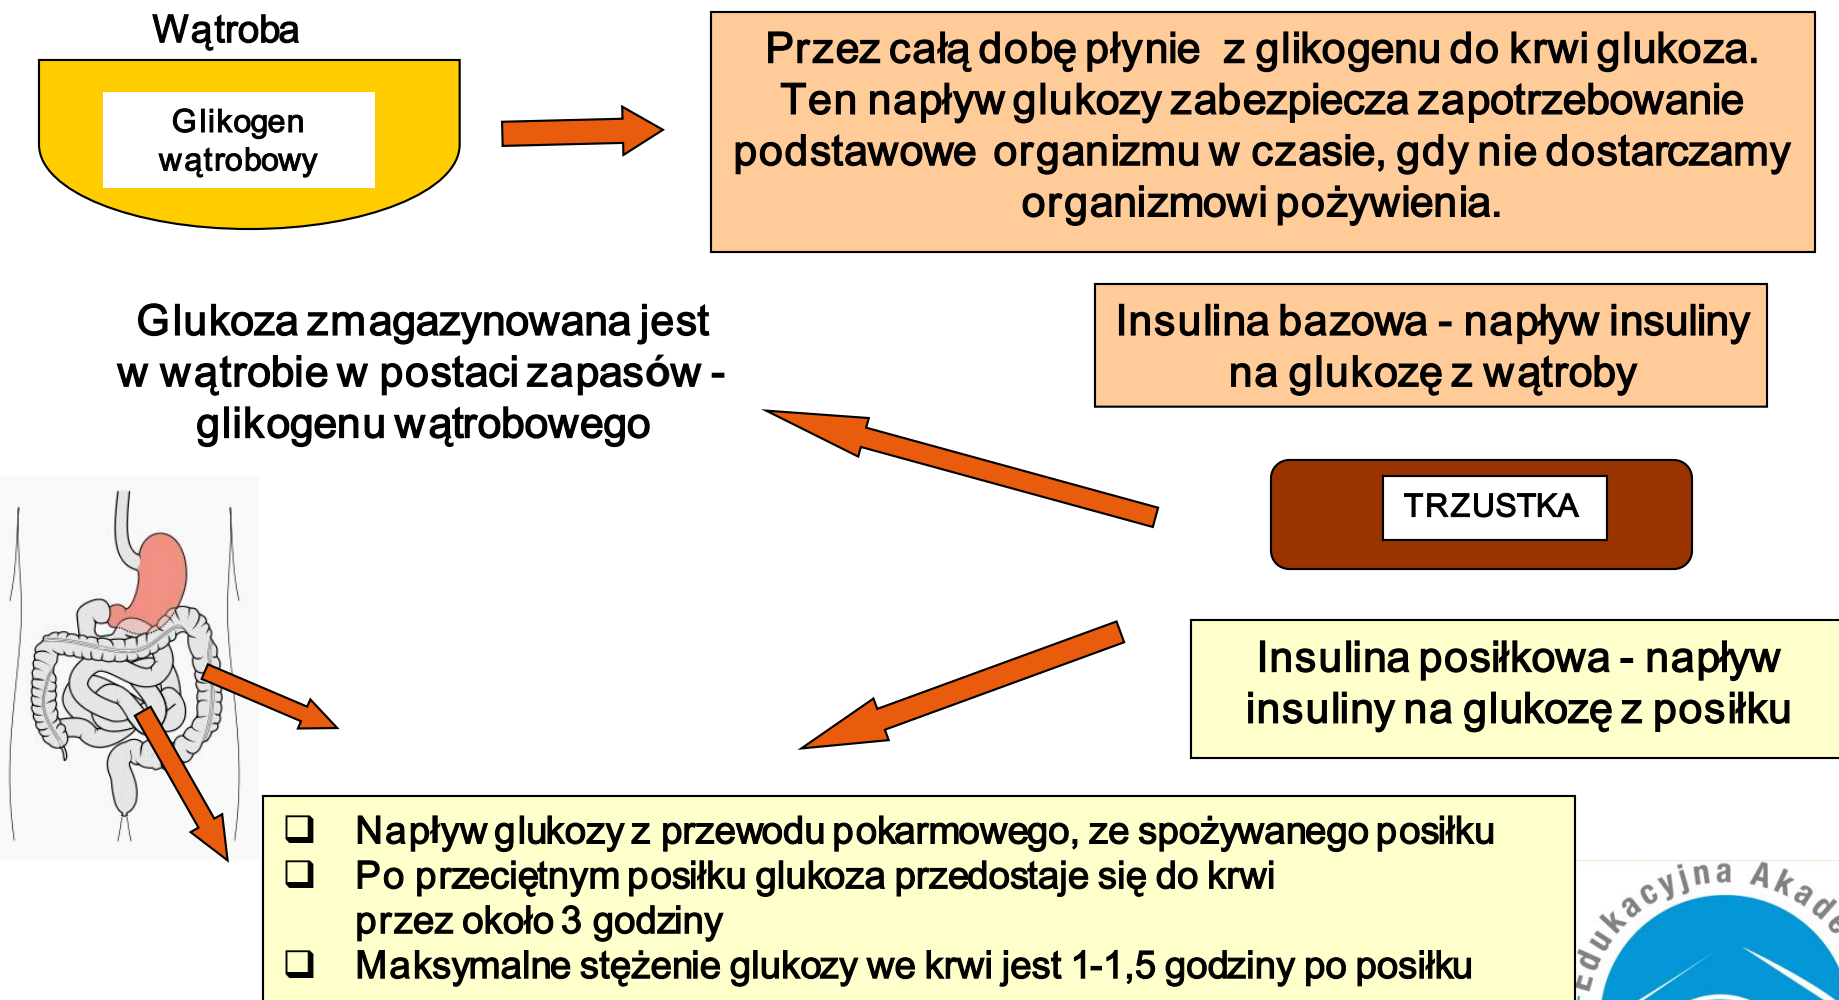 Wątroba
Glikogen
wątrobowy
Przez całą dobę płynie z glikogenu do krwi glukoza.
Ten napływ glukozy zabezpiecza zapotrzebowanie
podstawowe organizmu w czasie, gdy nie dostarczamy
organizmowi pożywienia.
Glukoza zmagazynowana jest
w wątrobie w postaci zapasów -
glikogenu wątrobowego
Insulina bazowa - napływ insuliny
na glukozę z wątroby
TRZUSTKA
Insulina posiłkowa - napływ
insuliny na glukozę z posiłku
Napływ glukozy z przewodu pokarmowego, ze spożywanego posiłku
Po przeciętnym posiłku glukoza przedostaje się do krwi
przez około 3 godziny
Maksymalne stężenie glukozy we krwi jest 1-1,5 godziny po posiłku
Edukacyjna Akade